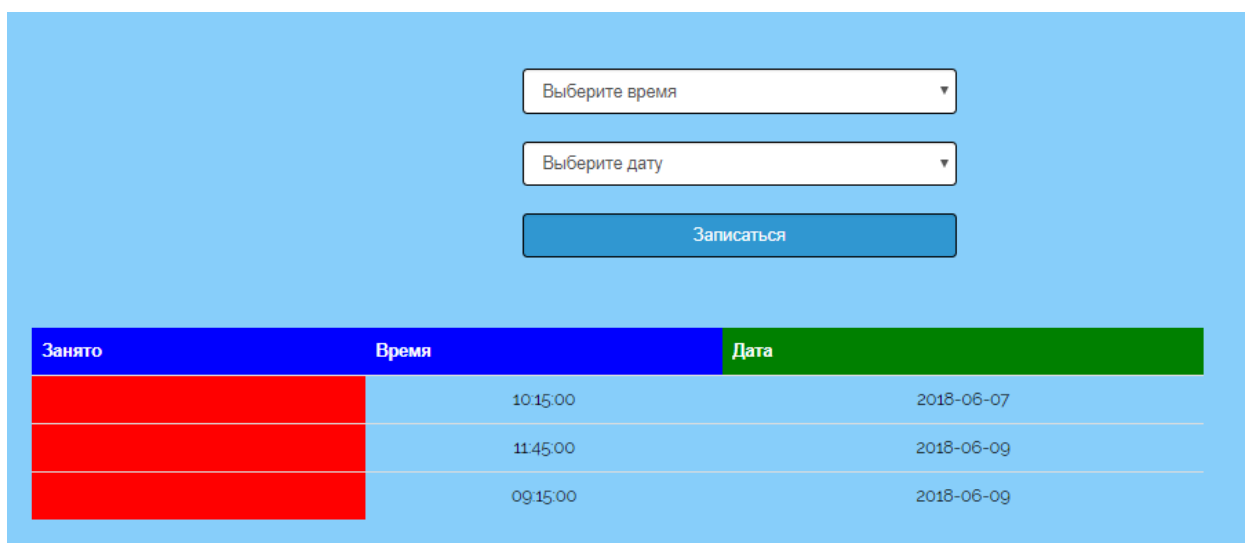 Выберите время
Выберите дату
Записаться
Занято Время Дата
10:15:00 2018-06-07
11:45:00 2018-06-09
09:15:00 2018-06-09